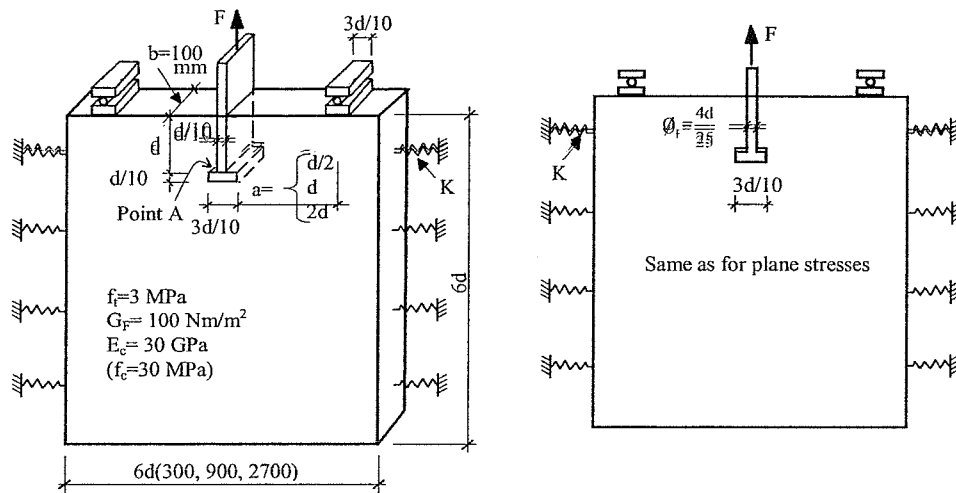 F
3d/10
b=100
mm
d/10
d
d/10
Point A
a=
d/2
d
2d
3d/10
K
f_t=3 MPa
G_F= 100 Nm/m²
E_c= 30 GPa
(f_c=30 MPa)
6d
6d(300, 900, 2700)
F
K
3d/10
Same as for plane stresses